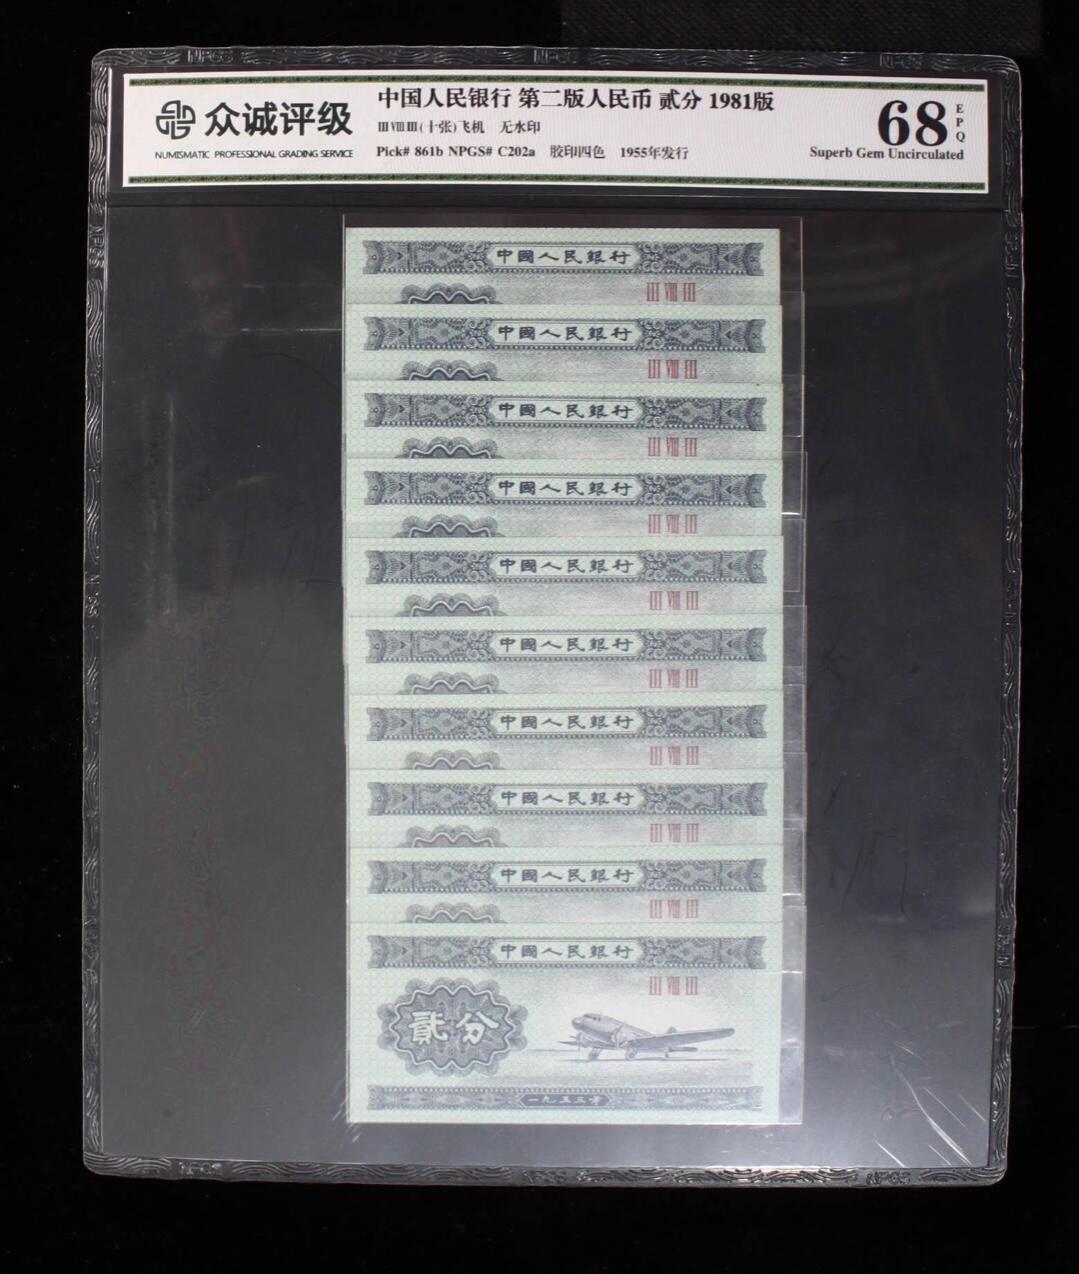 众诚评级
NUMISMATIC PROFESSIONAL GRADING SERVICE
中国人民银行 第二版人民币 贰分 1981版
Ⅲ Ⅷ Ⅲ (十张) 飞机 无水印
Pick# 861b NPGS# C202a 胶印四色 1955年发行
68 EPQ
Superb Gem Uncirculated
中國人民銀行
Ⅲ Ⅷ Ⅲ
中國人民銀行
Ⅲ Ⅷ Ⅲ
中國人民銀行
Ⅲ Ⅷ Ⅲ
中國人民銀行
Ⅲ Ⅷ Ⅲ
中國人民銀行
Ⅲ Ⅷ Ⅲ
中國人民銀行
Ⅲ Ⅷ Ⅲ
中國人民銀行
Ⅲ Ⅷ Ⅲ
中國人民銀行
Ⅲ Ⅷ Ⅲ
中國人民銀行
Ⅲ Ⅷ Ⅲ
中國人民銀行
Ⅲ Ⅷ Ⅲ
貳分
一九五三年